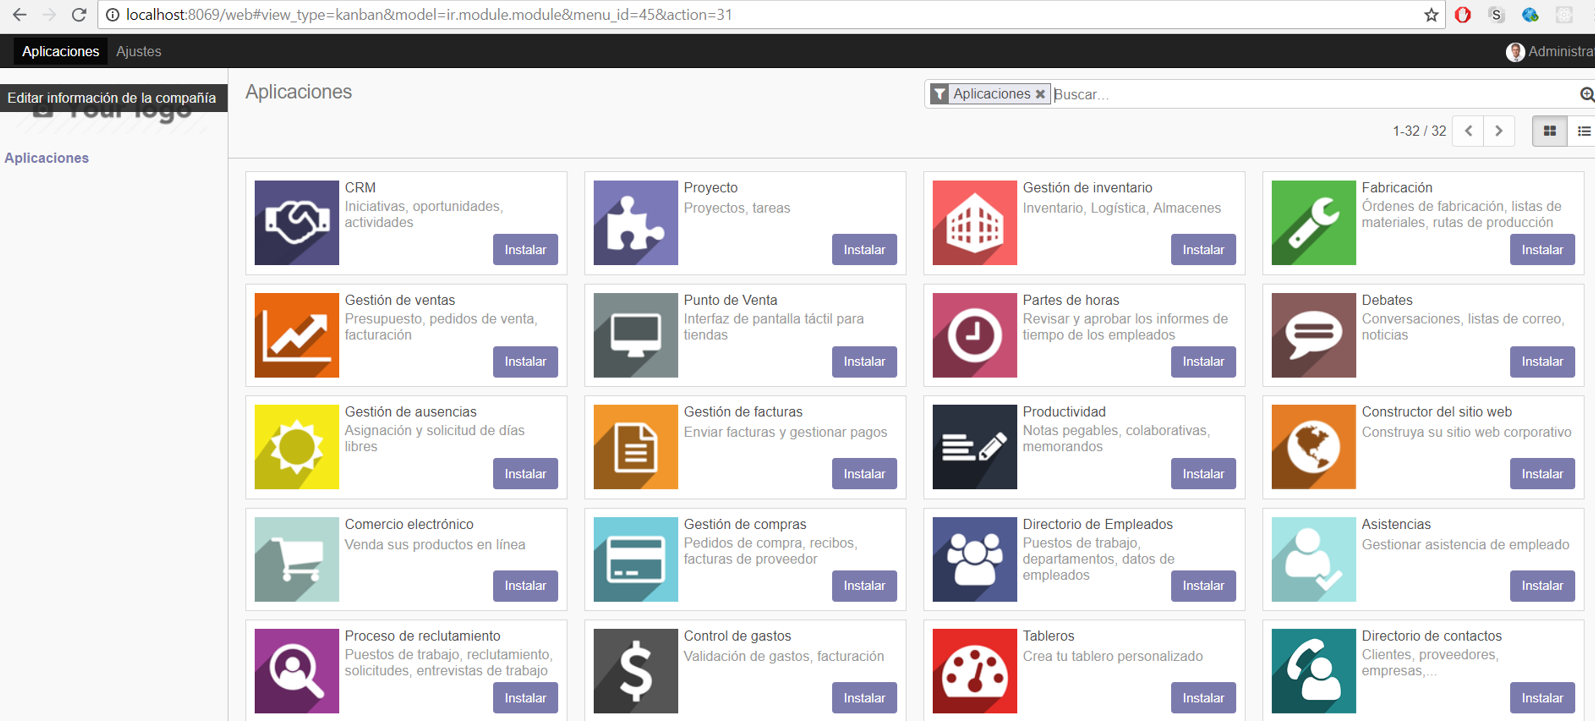 localhost:8069/web#view_type=kanban&model=ir.module.module&menu_id=45&action=31
S
Aplicaciones Ajustes
Administra
Editar información de la compañía
Your logo
Aplicaciones
Aplicaciones
Aplicaciones ✖ Buscar...
1-32 / 32
CRM
Iniciativas, oportunidades,
actividades
Instalar
Proyecto
Proyectos, tareas
Instalar
Gestión de inventario
Inventario, Logística, Almacenes
Instalar
Fabricación
Órdenes de fabricación, listas de
materiales, rutas de producción
Instalar
Gestión de ventas
Presupuesto, pedidos de venta,
facturación
Instalar
Punto de Venta
Interfaz de pantalla táctil para
tiendas
Instalar
Partes de horas
Revisar y aprobar los informes de
tiempo de los empleados
Instalar
Debates
Conversaciones, listas de correo,
noticias
Instalar
Gestión de ausencias
Asignación y solicitud de días
libres
Instalar
Gestión de facturas
Enviar facturas y gestionar pagos
Instalar
Productividad
Notas pegables, colaborativas,
memorandos
Instalar
Constructor del sitio web
Construya su sitio web corporativo
Instalar
Comercio electrónico
Venda sus productos en línea
Instalar
Gestión de compras
Pedidos de compra, recibos,
facturas de proveedor
Instalar
Directorio de Empleados
Puestos de trabajo,
departamentos, datos de
empleados
Instalar
Asistencias
Gestionar asistencia de empleado
Instalar
Proceso de reclutamiento
Puestos de trabajo, reclutamiento,
solicitudes, entrevistas de trabajo
Instalar
Control de gastos
Validación de gastos, facturación
Instalar
Tableros
Crea tu tablero personalizado
Instalar
Directorio de contactos
Clientes, proveedores,
empresas,...
Instalar